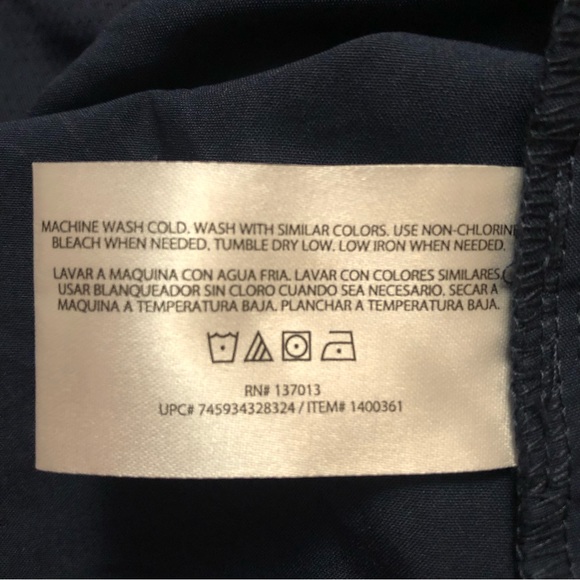 MACHINE WASH COLD. WASH WITH SIMILAR COLORS. USE NON-CHLORINE
BLEACH WHEN NEEDED. TUMBLE DRY LOW. LOW IRON WHEN NEEDED.
LAVAR A MAQUINA CON AGUA FRIA. LAVAR CON COLORES SIMILARES.
USAR BLANQUEADOR SIN CLORO CUANDO SEA NECESARIO. SECAR A
MAQUINA A TEMPERATURA BAJA. PLANCHAR A TEMPERATURA BAJA.
RN# 137013
UPC# 745934328324 / ITEM# 1400361